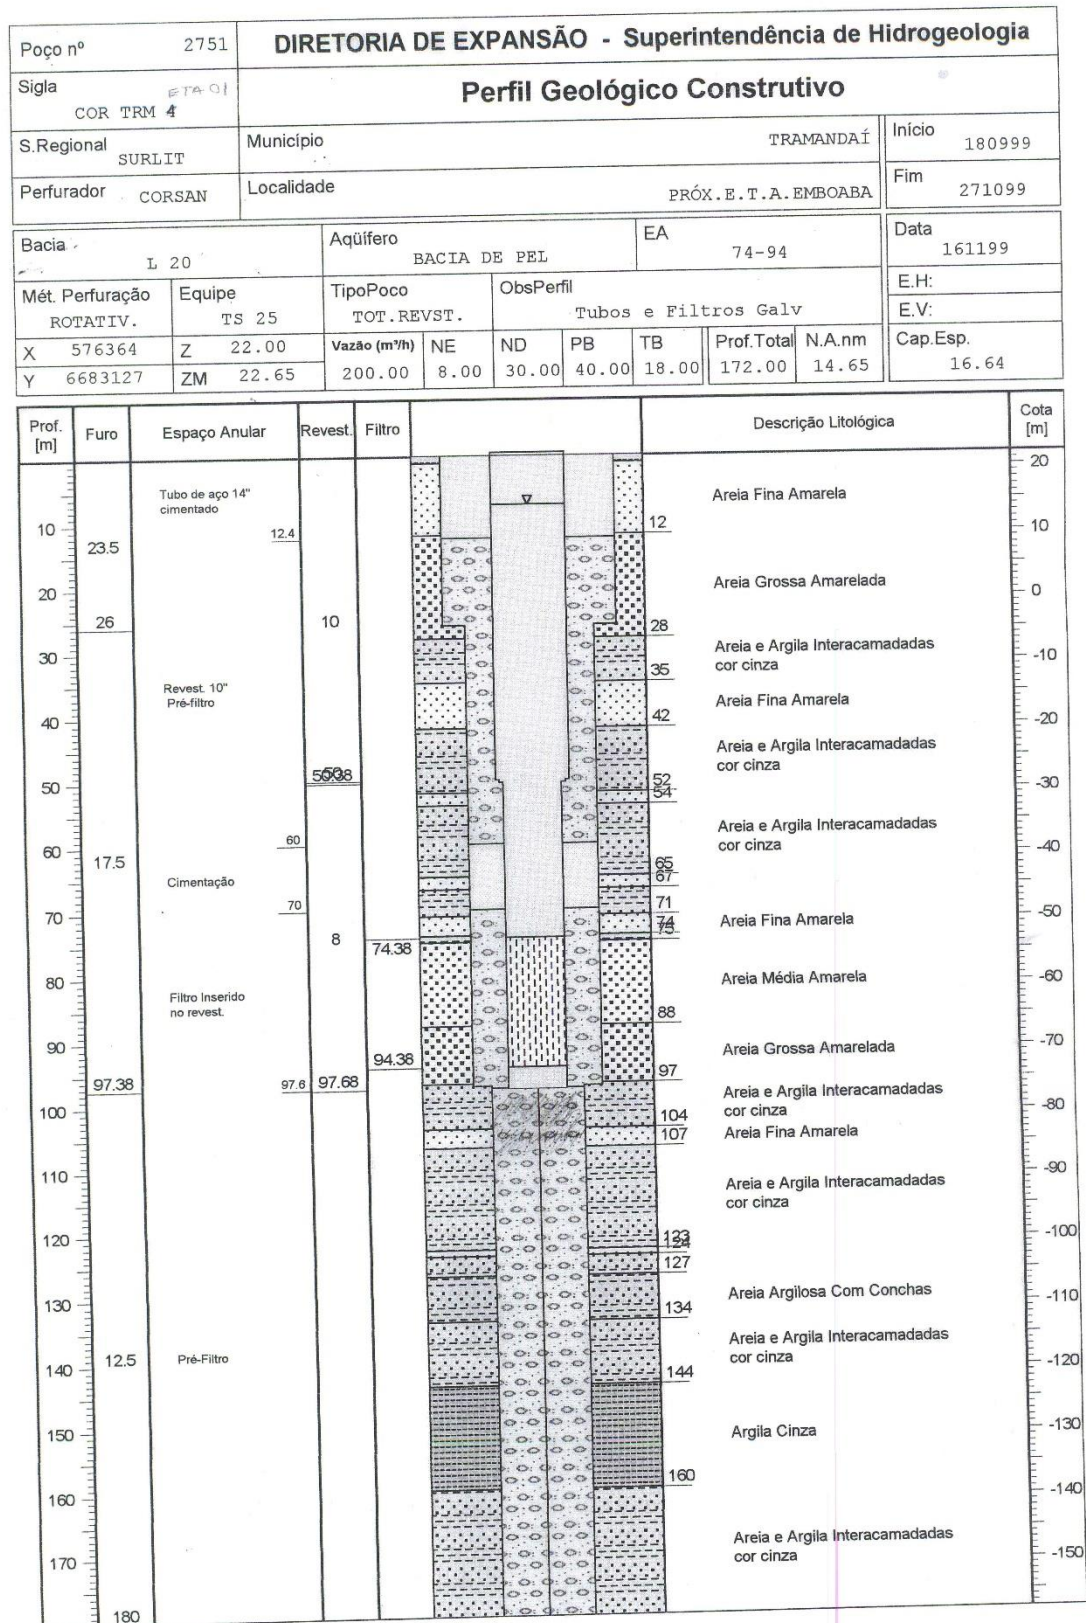 Poço nº 2751
DIRETORIA DE EXPANSÃO - Superintendência de Hidrogeologia
Sigla ETA 01
COR TRM 4
Perfil Geológico Construtivo
S.Regional
SURLIT
Município
TRAMANDAÍ
Início
180999
Perfurador CORSAN
Localidade
PRÓX.E.T.A.EMBOABA
Fim
271099
Bacia
L 20
Aqüífero
BACIA DE PEL
EA
74-94
Data
161199
Mét. Perfuração
ROTATIV.
Equipe
TS 25
TipoPoco
TOT.REVST.
ObsPerfil
Tubos e Filtros Galv
E.H:
E.V:
X 576364 Z 22.00
Y 6683127 ZM 22.65
Vazão (m³/h) NE ND PB TB Prof.Total N.A.nm
200.00 8.00 30.00 40.00 18.00 172.00 14.65
Cap.Esp.
16.64
Prof. [m] Furo Espaço Anular Revest. Filtro Descrição Litológica Cota [m]
20
Tubo de aço 14"
cimentado
Areia Fina Amarela
10 12.4 12 10
23.5
Areia Grossa Amarelada
20 0
26 10 28
30 Areia e Argila Interacamadadas -10
cor cinza
35
Revest. 10"
Pré-filtro
Areia Fina Amarela
40 42 -20
Areia e Argila Interacamadadas
cor cinza
50 50.38 52 -30
54
Areia e Argila Interacamadadas
cor cinza
60 60 -40
17.5 65
67
Cimentação
70 70 71 -50
Areia Fina Amarela
8 74.38 74
75
80 Areia Média Amarela -60
Filtro Inserido
no revest.
88
90 94.38 Areia Grossa Amarelada -70
97.38 97.6 97.68 97
100 Areia e Argila Interacamadadas -80
cor cinza
104
107 Areia Fina Amarela
110 -90
Areia e Argila Interacamadadas
cor cinza
120 123 -100
124
127
130 Areia Argilosa Com Conchas -110
134
Areia e Argila Interacamadadas
cor cinza
140 12.5 Pré-Filtro 144 -120
150 Argila Cinza -130
160 160 -140
Areia e Argila Interacamadadas
cor cinza
170 -150
180